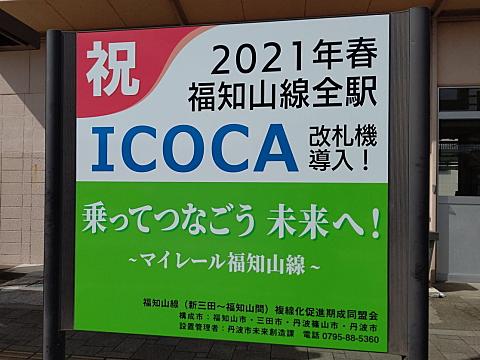 祝
2021年春
福知山線全駅
ICOCA 改札機
導入！
乗ってつなごう 未来へ！
～マイレール福知山線～
福知山線（新三田～福知山間）複線化促進期成同盟会
構成市：福知山市・三田市・丹波篠山市・丹波市
設置管理者：丹波市未来創造課 電話 0795-88-5360